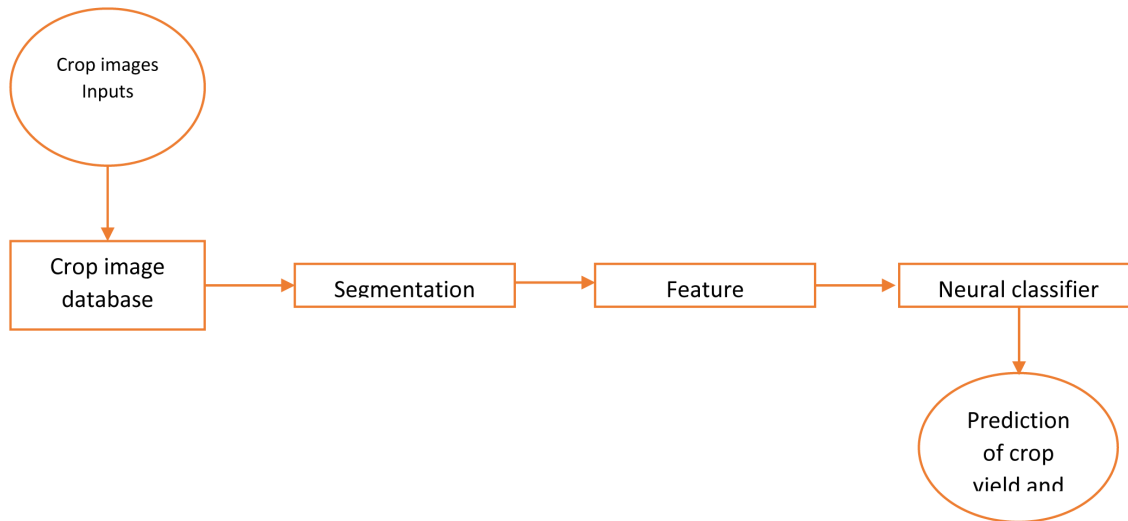 Crop images
Inputs
Crop image
database
Segmentation
Feature
Neural classifier
Prediction
of crop
yield and